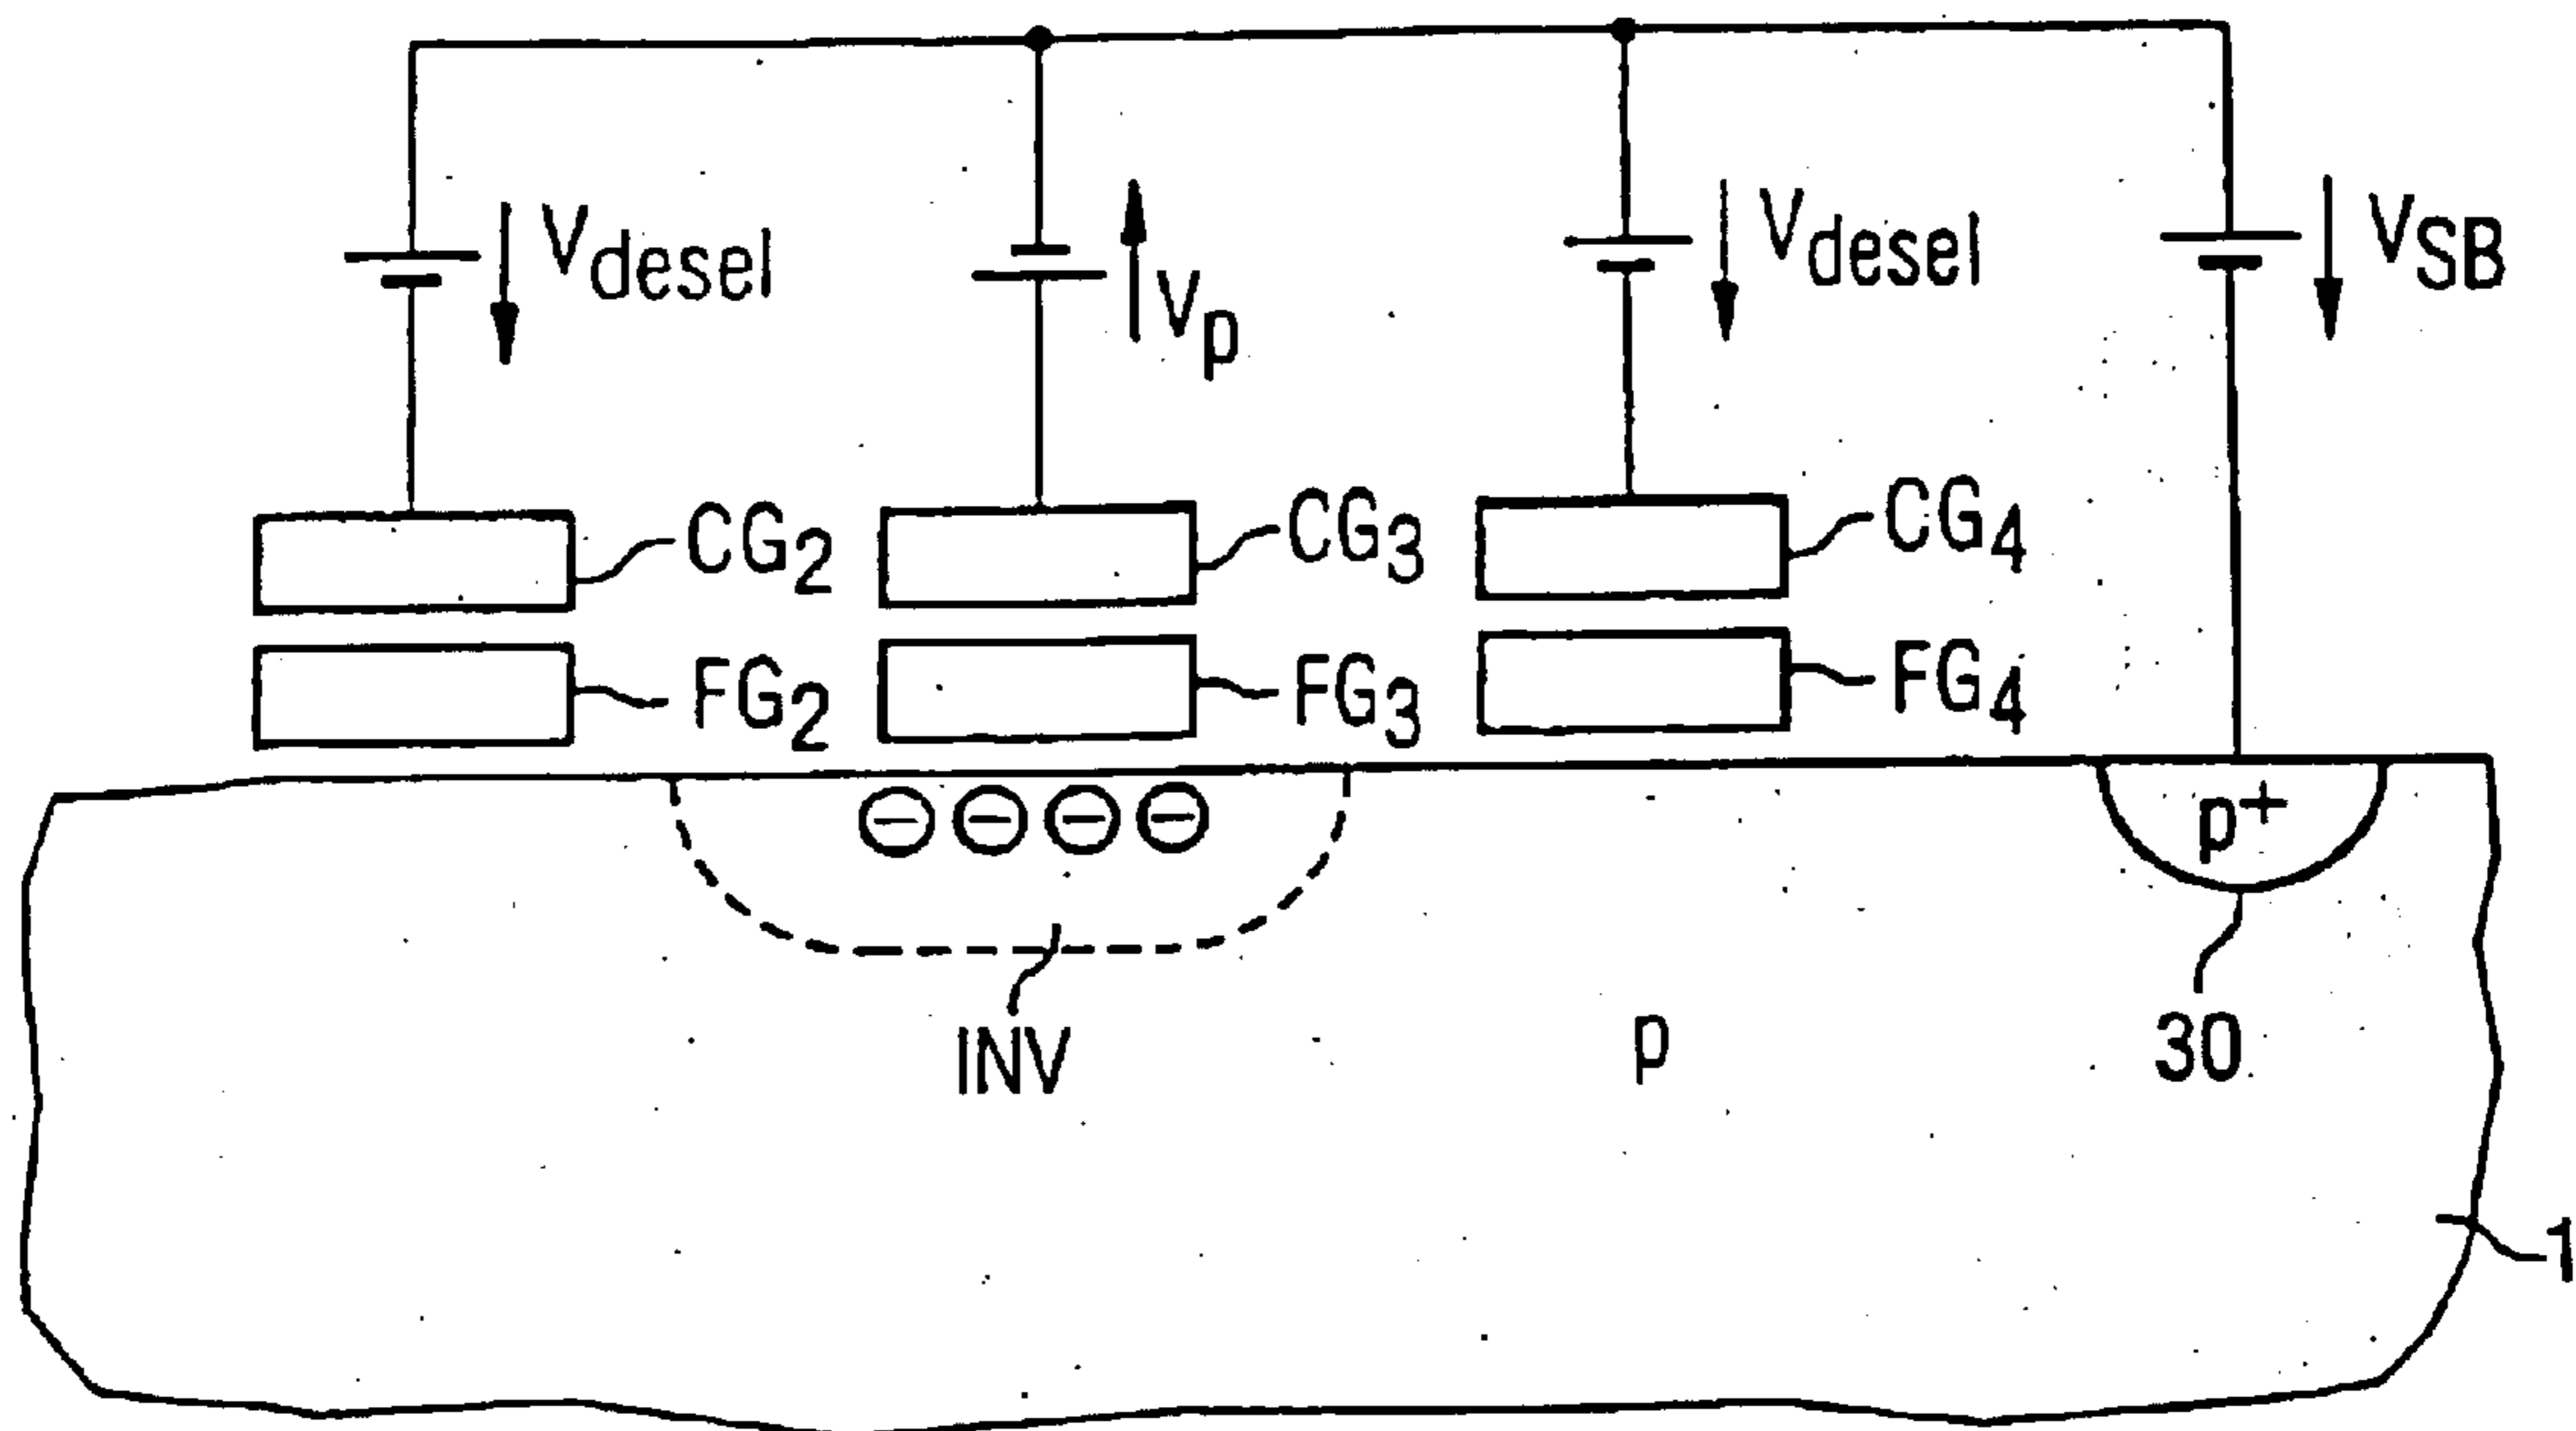 Vdesel
Vp
Vdesel
VSB
CG2
CG3
CG4
FG2
FG3
FG4
p+
INV
p
30
1